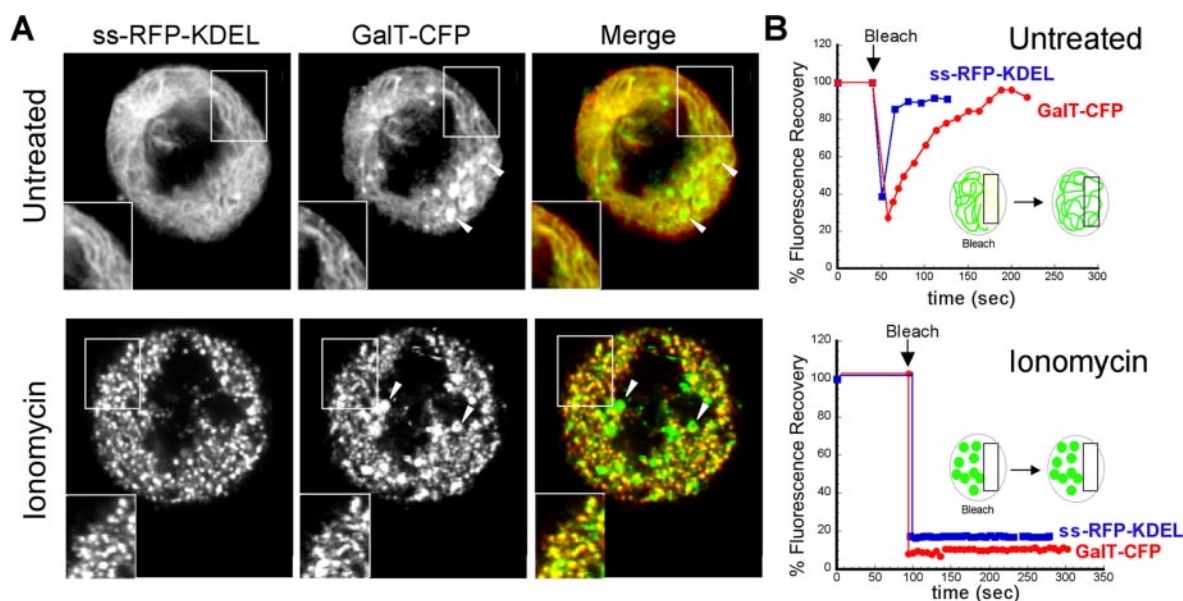 A
ss-RFP-KDEL
GalT-CFP
Merge
Untreated
Ionomycin
B
Untreated
Bleach
ss-RFP-KDEL
GalT-CFP
% Fluorescence Recovery
120
100
80
60
40
20
0
Bleach
0 50 100 150 200 250 300
time (sec)
Ionomycin
Bleach
% Fluorescence Recovery
120
100
80
60
40
20
0
Bleach
ss-RFP-KDEL
GalT-CFP
0 50 100 150 200 250 300 350
time (sec)